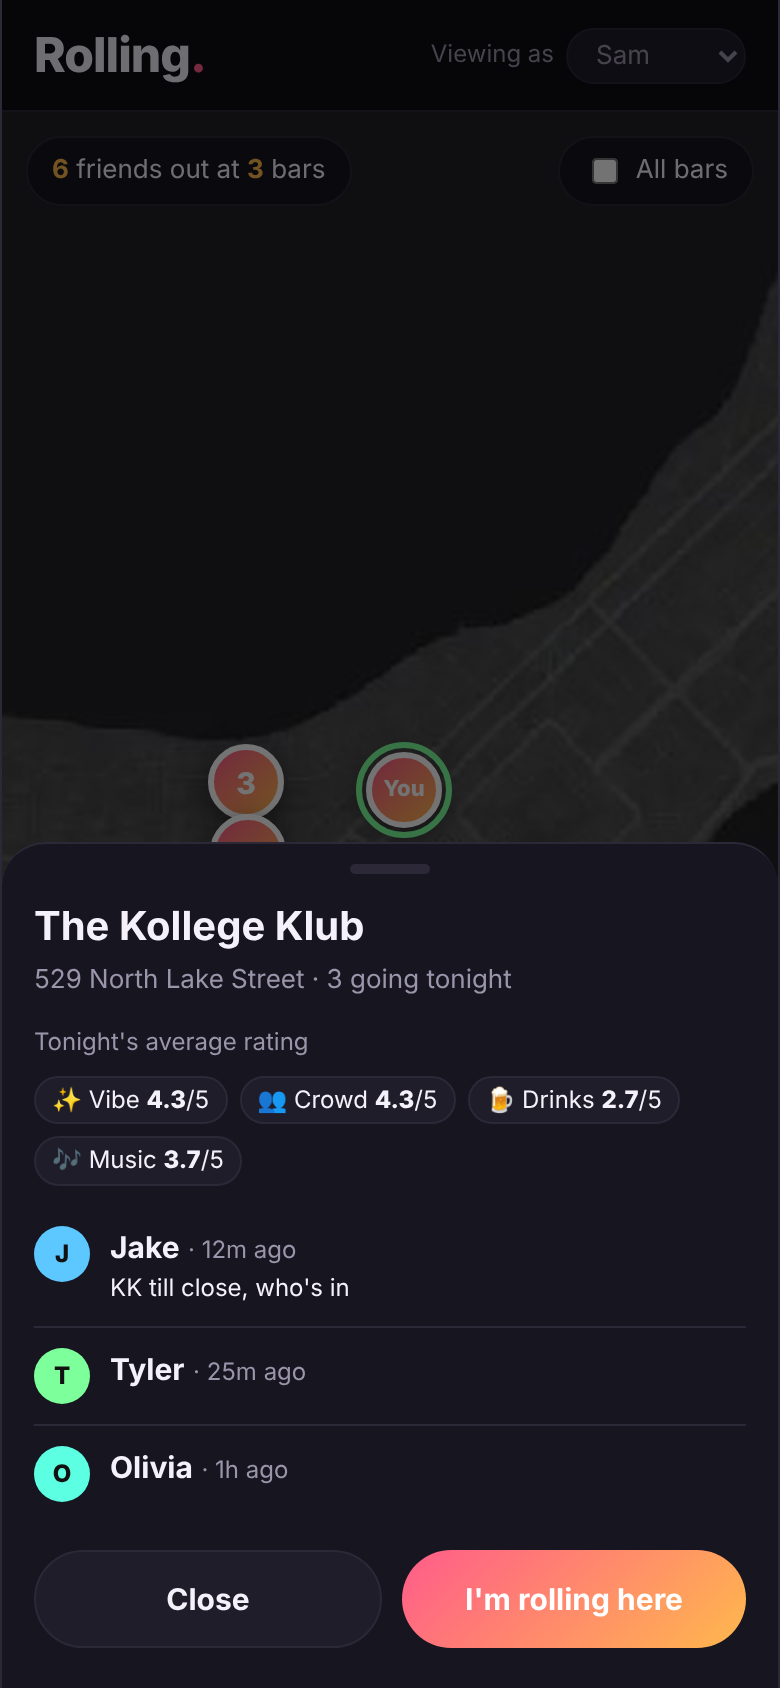 Rolling.
Viewing as Sam
6 friends out at 3 bars
All bars
3
You
The Kollege Klub
529 North Lake Street · 3 going tonight
Tonight's average rating
✨ Vibe 4.3/5 👥 Crowd 4.3/5 🍺 Drinks 2.7/5
🎶 Music 3.7/5
J Jake · 12m ago
KK till close, who's in
T Tyler · 25m ago
O Olivia · 1h ago
Close I'm rolling here